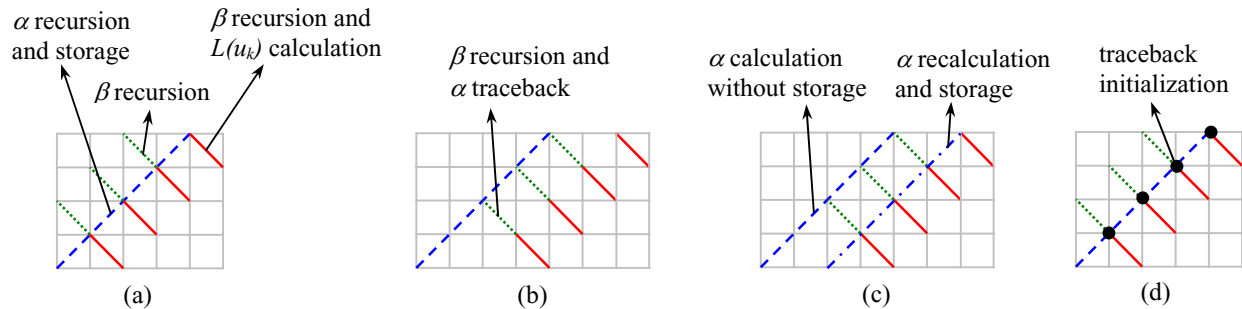 α recursion
and storage
β recursion and
L(uk) calculation
β recursion
(a)
β recursion and
α traceback
(b)
α calculation
without storage
α recalculation
and storage
(c)
traceback
initialization
(d)